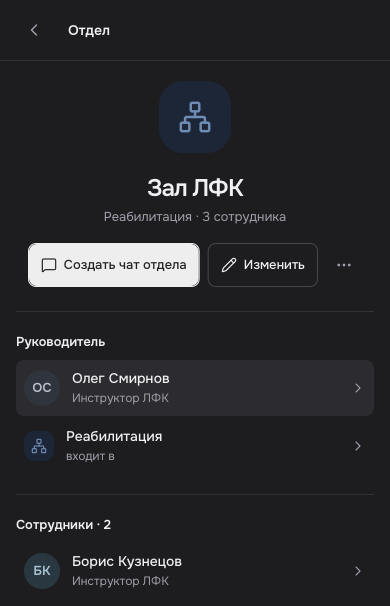 Отдел
Зал ЛФК
Реабилитация · 3 сотрудника
Создать чат отдела
Изменить
Руководитель
ОС
Олег Смирнов
Инструктор ЛФК
Реабилитация
входит в
Сотрудники · 2
БК
Борис Кузнецов
Инструктор ЛФК